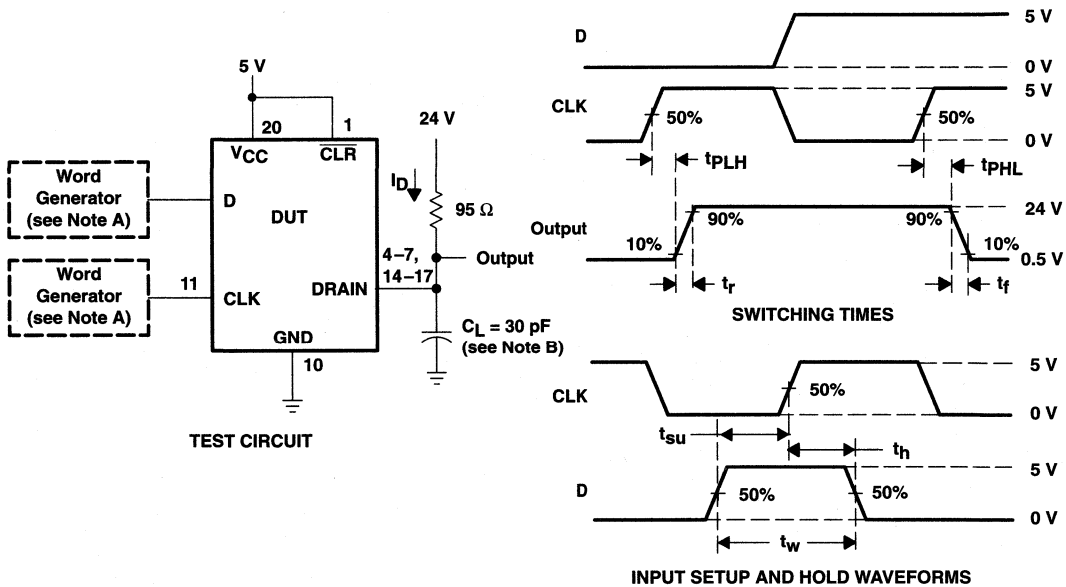 5 V
20
1
VCC
CLR
24 V
Word
Generator
(see Note A)
D
DUT
ID
95 Ω
4–7,
14–17
Output
Word
Generator
(see Note A)
11
CLK
DRAIN
GND
10
CL = 30 pF
(see Note B)
TEST CIRCUIT
D
5 V
0 V
CLK
50%
50%
5 V
0 V
tPLH
tPHL
Output
10%
90%
90%
10%
24 V
0.5 V
tr
tf
SWITCHING TIMES
CLK
50%
5 V
0 V
tsu
th
D
50%
50%
5 V
0 V
tw
INPUT SETUP AND HOLD WAVEFORMS